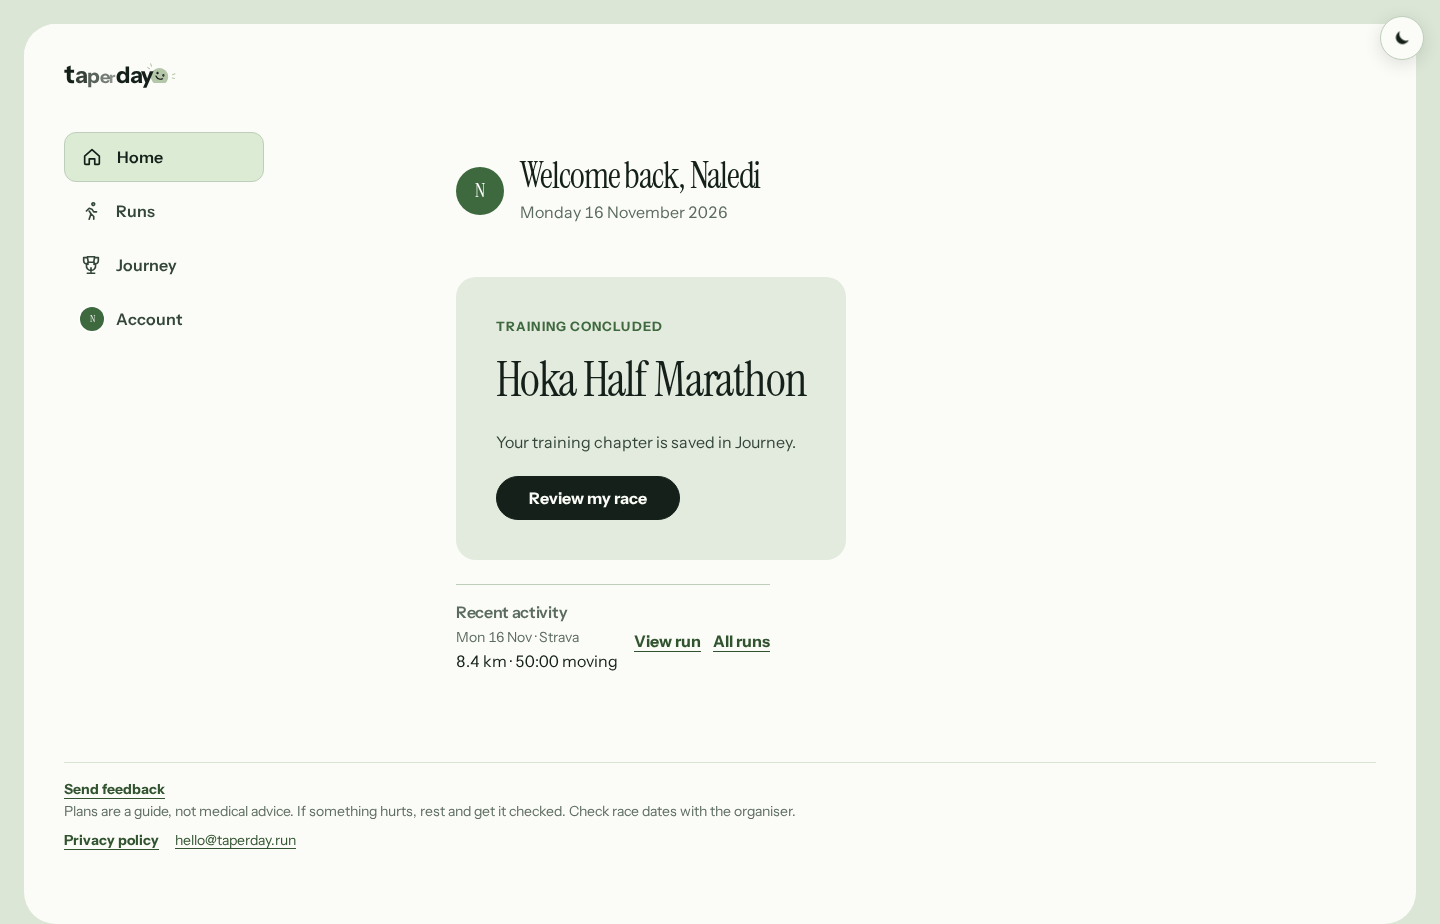 taperday
Home
Runs
Journey
N
Account
N
Welcome back, Naledi
Monday 16 November 2026
TRAINING CONCLUDED
Hoka Half Marathon
Your training chapter is saved in Journey.
Review my race
Recent activity
Mon 16 Nov · Strava
8.4 km · 50:00 moving
View run
All runs
Send feedback
Plans are a guide, not medical advice. If something hurts, rest and get it checked. Check race dates with the organiser.
Privacy policy
hello@taperday.run